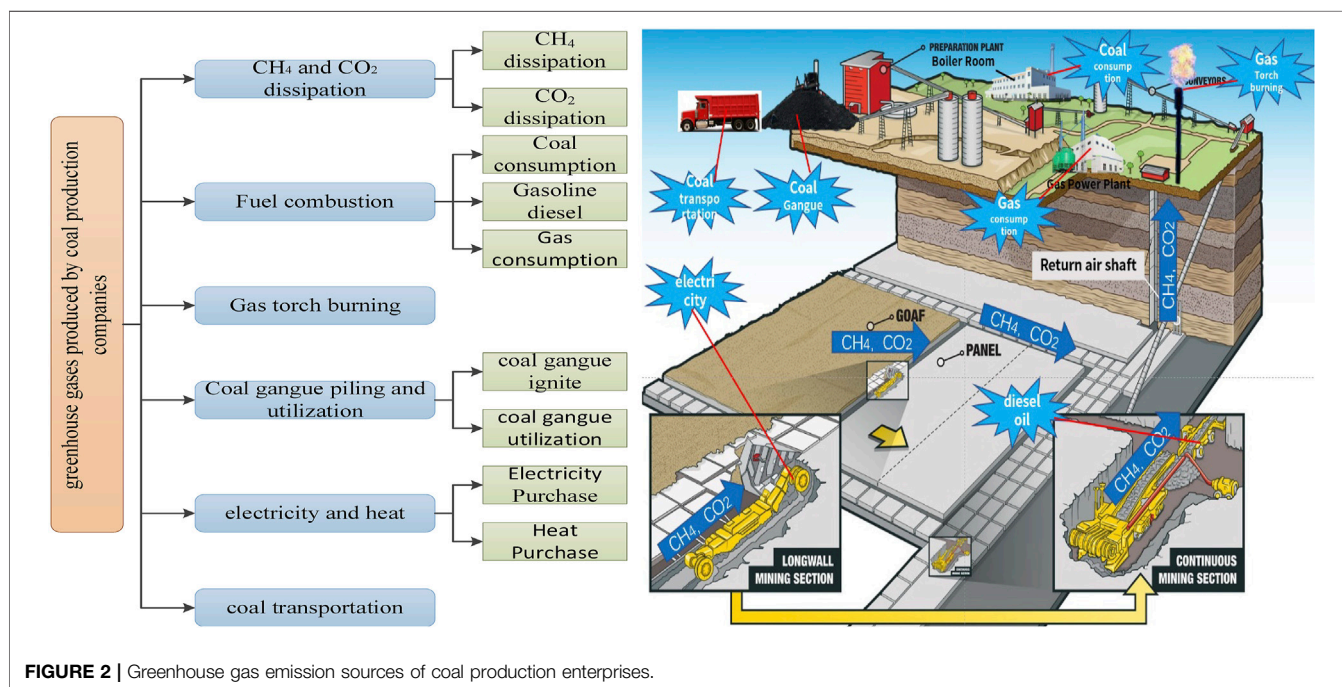 greenhouse gases produced by coal production
companies
CH₄ and CO₂
dissipation
CH₄
dissipation
CO₂
dissipation
Fuel combustion
Coal
consumption
Gasoline
diesel
Gas
consumption
Gas torch burning
Coal gangue piling and
utilization
coal gangue
ignite
coal gangue
utilization
electricity and heat
Electricity
Purchase
Heat
Purchase
coal transportation
PREPARATION PLANT
Boiler Room
Coal
consump
tion
Gas
Torch
burning
CONVEYORS
Coal
transpo
rtation
Coal
Gangue
Gas Power Plant
Gas
consump
tion
CH₄, CO₂
Return air shaft
electri
city
GOAF
CH₄, CO₂
CH₄, CO₂
PANEL
diesel
oil
CH₄, CO₂
LONGWALL
MINING SECTION
CH₄, CO₂
CONTINUOUS
MINING SECTION
FIGURE 2 | Greenhouse gas emission sources of coal production enterprises.